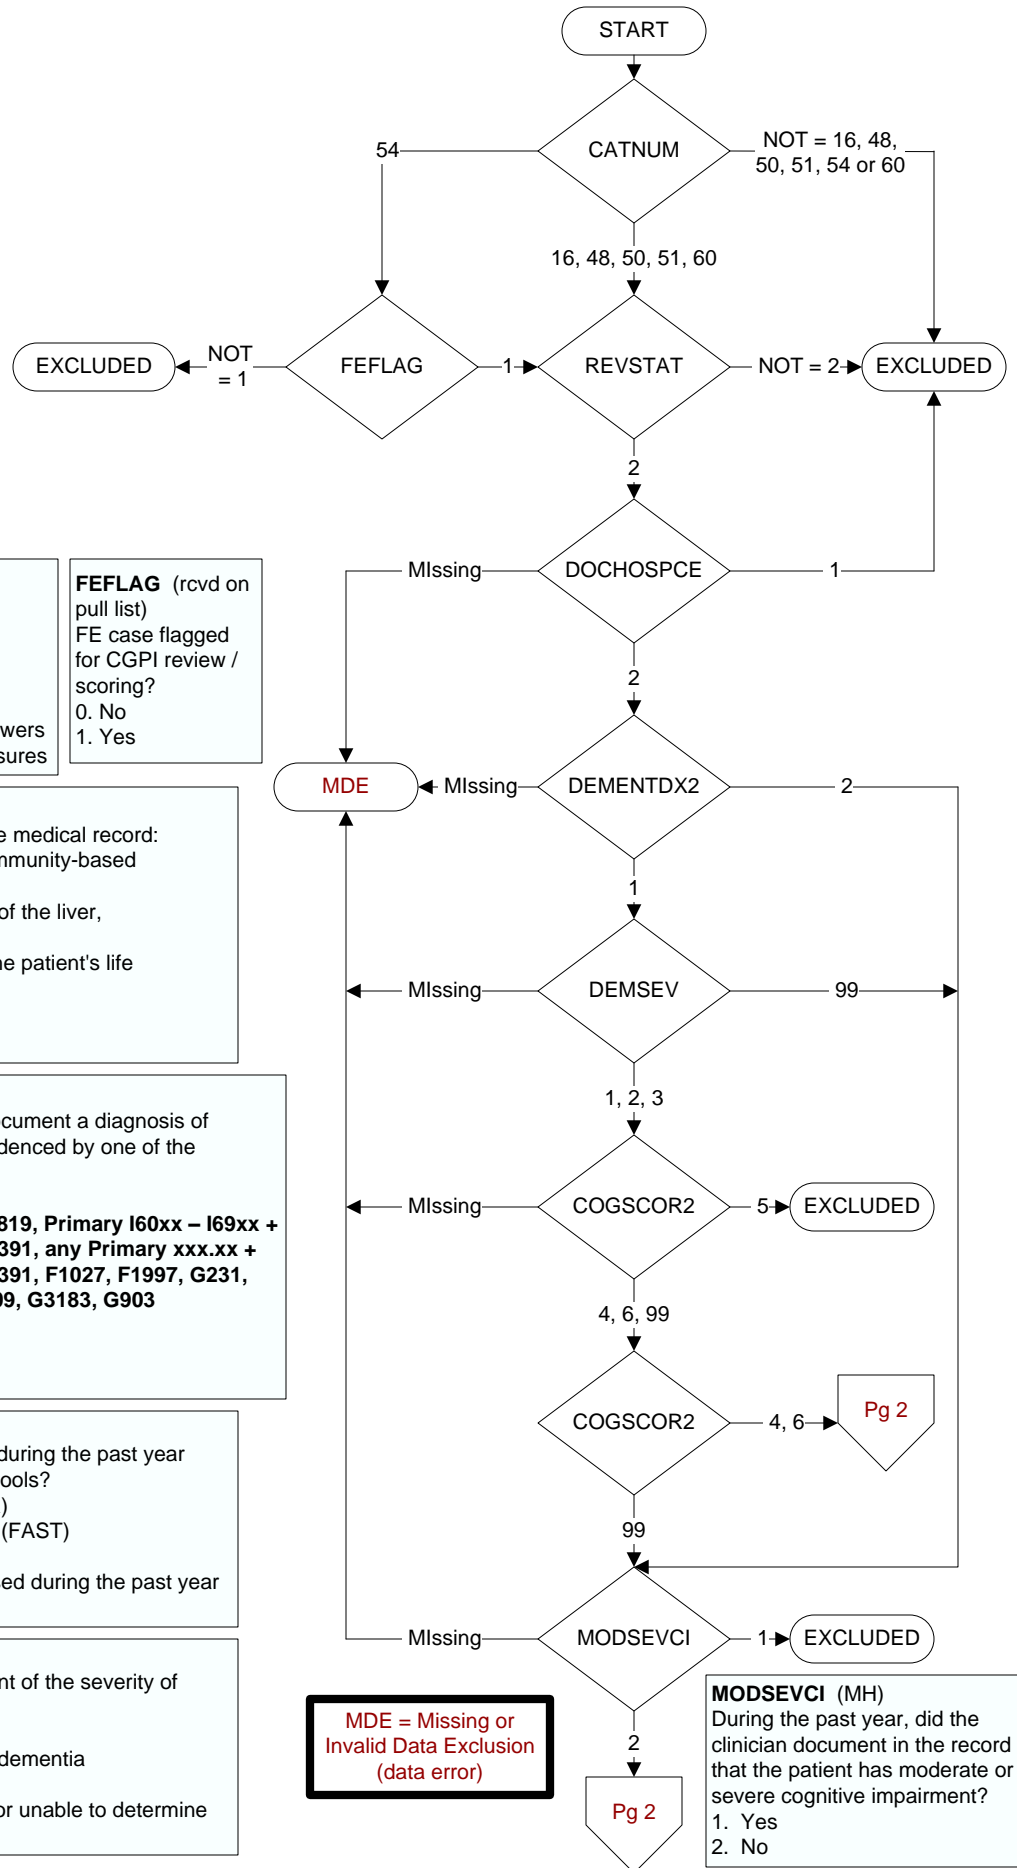 START
CATNUM
54
NOT = 16, 48,
50, 51, 54 or 60
16, 48, 50, 51, 60
EXCLUDED
NOT
= 1
FEFLAG
1
REVSTAT
NOT = 2
EXCLUDED
2
MIssing
DOCHOSPCE
1
FEFLAG (rcvd on
pull list)
FE case flagged
for CGPI review /
scoring?
0. No
1. Yes
wers
sures
2
MDE
MIssing
DEMENTDX2
2
e medical record:
mmunity-based
of the liver,
he patient's life
1
MIssing
DEMSEV
99
1, 2, 3
ocument a diagnosis of
idenced by one of the
819, Primary I60xx – I69xx +
391, any Primary xxx.xx +
391, F1027, F1997, G231,
09, G3183, G903
MIssing
COGSCOR2
5
EXCLUDED
4, 6, 99
COGSCOR2
4, 6
Pg 2
during the past year
ools?
)
(FAST)
sed during the past year
99
MIssing
MODSEVCI
1
EXCLUDED
nt of the severity of
dementia
or unable to determine
MDE = Missing or
Invalid Data Exclusion
(data error)
2
Pg 2
MODSEVCI (MH)
During the past year, did the
clinician document in the record
that the patient has moderate or
severe cognitive impairment?
1. Yes
2. No